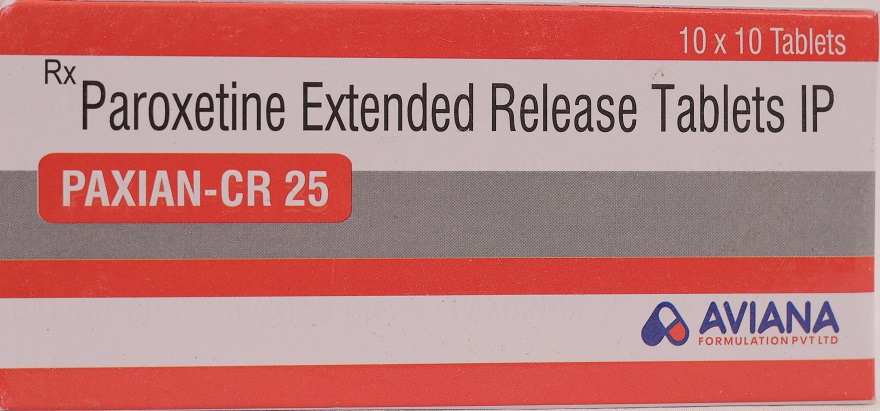 10 x 10 Tablets
Rx
Paroxetine Extended Release Tablets IP
PAXIAN-CR 25
AVIANA
FORMULATION PVT LTD